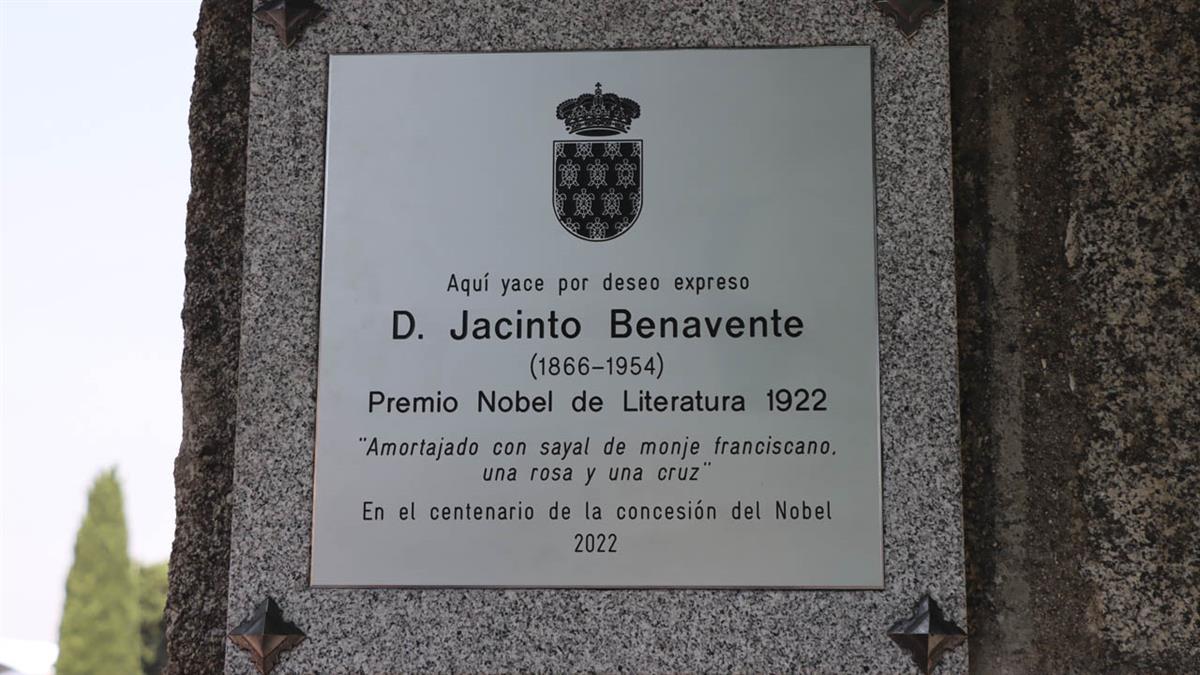 Aquí yace por deseo expreso
D. Jacinto Benavente
(1866–1954)
Premio Nobel de Literatura 1922
"Amortajado con sayal de monje franciscano,
una rosa y una cruz"
En el centenario de la concesión del Nobel
2022